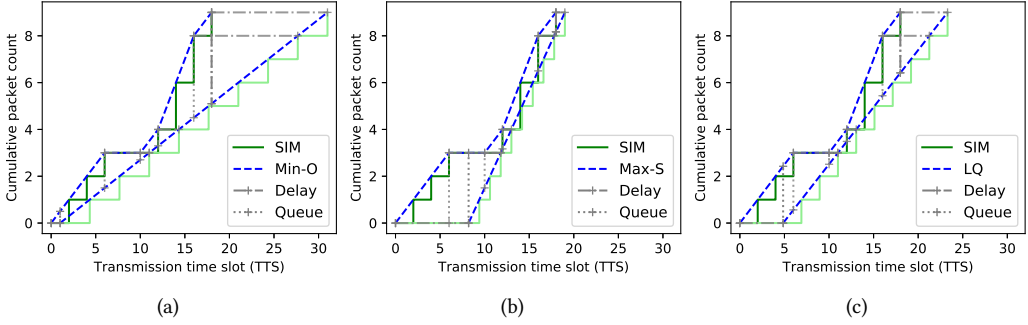 8
6
4
2
0
Cumulative packet count
0 5 10 15 20 25 30
Transmission time slot (TTS)
SIM
Min-O
Delay
Queue
(a)
8
6
4
2
0
Cumulative packet count
0 5 10 15 20 25 30
Transmission time slot (TTS)
SIM
Max-S
Delay
Queue
(b)
8
6
4
2
0
Cumulative packet count
0 5 10 15 20 25 30
Transmission time slot (TTS)
SIM
LQ
Delay
Queue
(c)